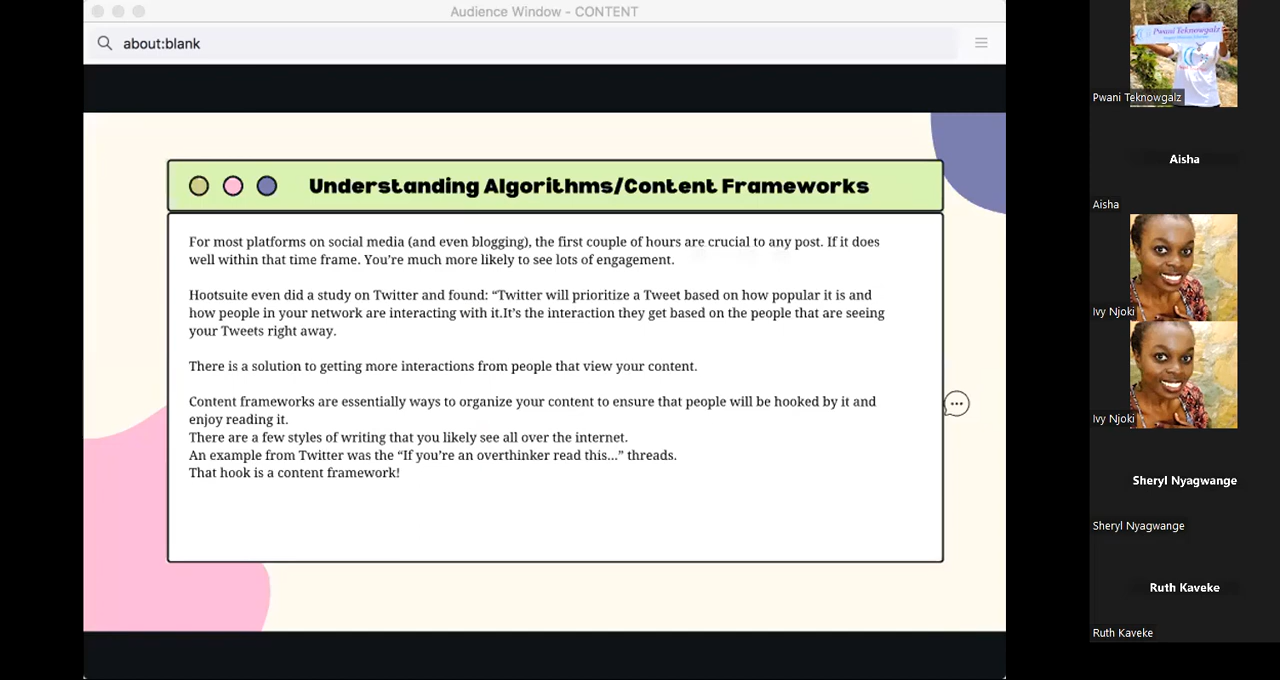 Audience Window - CONTENT
about:blank
Understanding Algorithms/Content Frameworks
For most platforms on social media (and even blogging), the first couple of hours are crucial to any post. If it does
well within that time frame. You’re much more likely to see lots of engagement.
Hootsuite even did a study on Twitter and found: “Twitter will prioritize a Tweet based on how popular it is and
how people in your network are interacting with it.It’s the interaction they get based on the people that are seeing
your Tweets right away.
There is a solution to getting more interactions from people that view your content.
Content frameworks are essentially ways to organize your content to ensure that people will be hooked by it and
enjoy reading it.
There are a few styles of writing that you likely see all over the internet.
An example from Twitter was the “If you’re an overthinker read this...” threads.
That hook is a content framework!
Pwani Teknowgalz
Pwani Teknowgalz
Aisha
Aisha
Ivy Njoki
Ivy Njoki
Sheryl Nyagwange
Sheryl Nyagwange
Ruth Kaveke
Ruth Kaveke